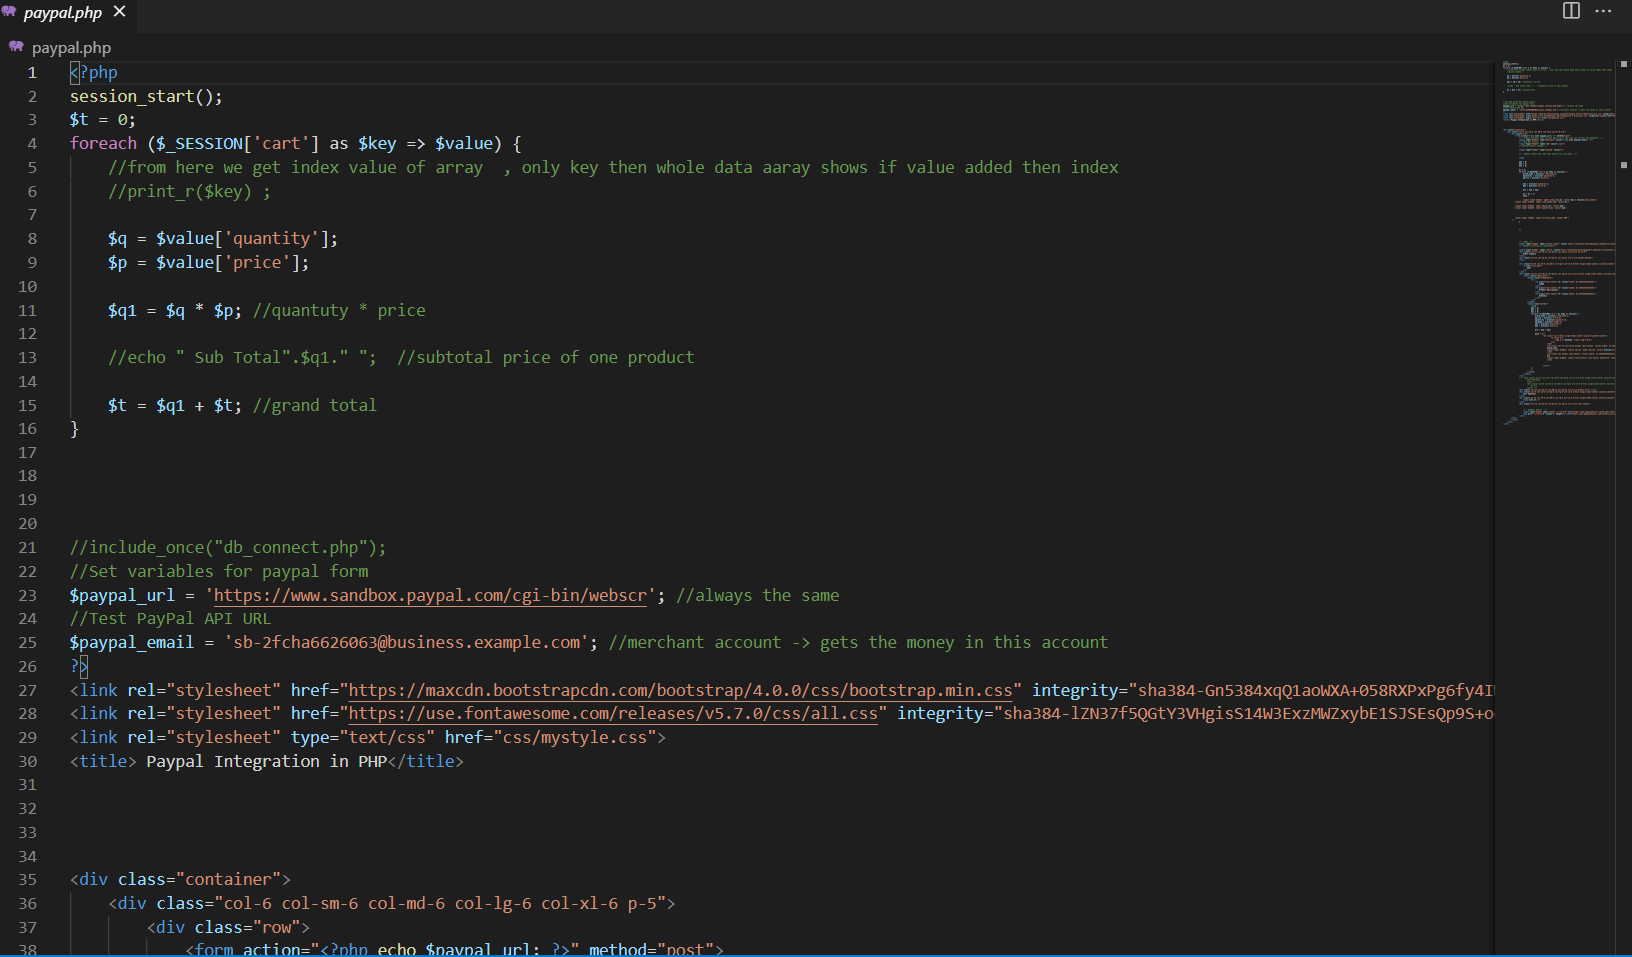 paypal.php
paypal.php
1 <?php
2 session_start();
3 $t = 0;
4 foreach ($_SESSION['cart'] as $key => $value) {
5 //from here we get index value of array  , only key then whole data aaray shows if value added then index
6 //print_r($key) ;
7
8 $q = $value['quantity'];
9 $p = $value['price'];
10
11 $q1 = $q * $p; //quantuty * price
12
13 //echo " Sub Total".$q1." ";  //subtotal price of one product
14
15 $t = $q1 + $t; //grand total
16 }
17
18
19
20
21 //include_once("db_connect.php");
22 //Set variables for paypal form
23 $paypal_url = 'https://www.sandbox.paypal.com/cgi-bin/webscr'; //always the same
24 //Test PayPal API URL
25 $paypal_email = 'sb-2fcha6626063@business.example.com'; //merchant account -> gets the money in this account
26 ?>
27 <link rel="stylesheet" href="https://maxcdn.bootstrapcdn.com/bootstrap/4.0.0/css/bootstrap.min.css" integrity="sha384-Gn5384xqQ1aoWXA+058RXPxPg6fy4I
28 <link rel="stylesheet" href="https://use.fontawesome.com/releases/v5.7.0/css/all.css" integrity="sha384-lZN37f5QGtY3VHgisS14W3ExzMWZxybE1SJSEsQp9S+o
29 <link rel="stylesheet" type="text/css" href="css/mystyle.css">
30 <title> Paypal Integration in PHP</title>
31
32
33
34
35 <div class="container">
36 <div class="col-6 col-sm-6 col-md-6 col-lg-6 col-xl-6 p-5">
37 <div class="row">
38 <form action="<?php echo $paypal_url; ?>" method="post">